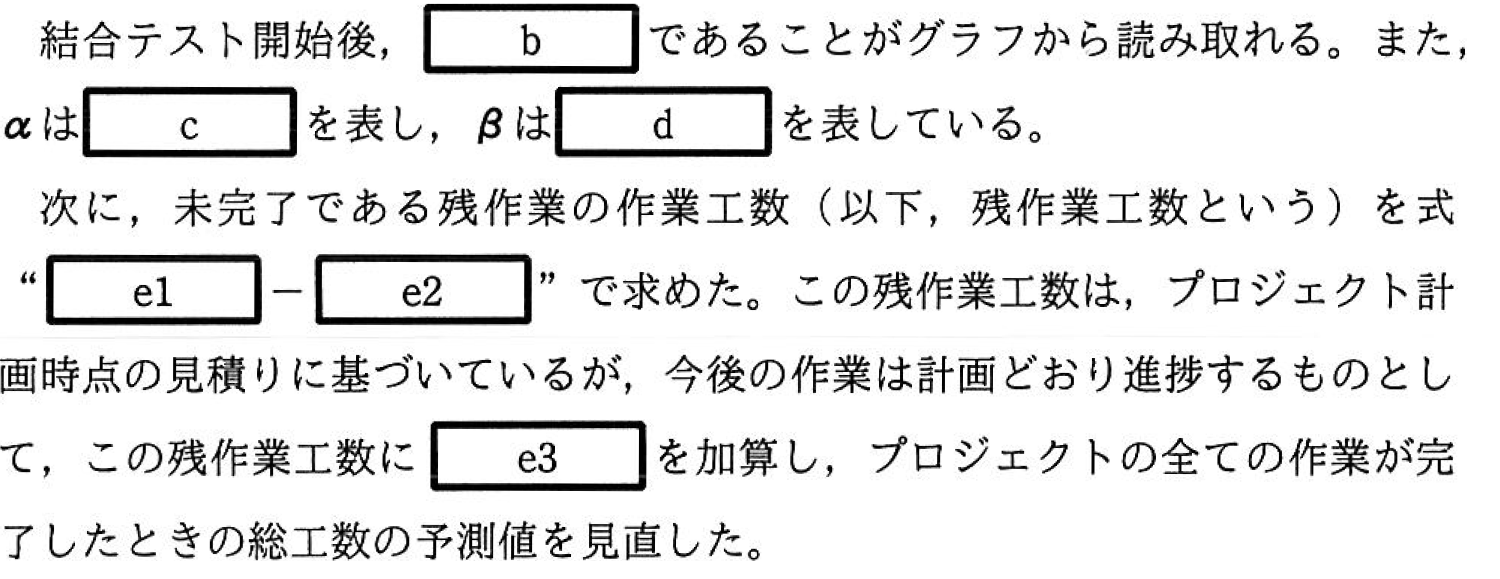 結合テスト開始後，bであることがグラフから読み取れる。また，
αはcを表し，βはdを表している。
次に，未完了である残作業の作業工数（以下，残作業工数という）を式
“e1－e2”で求めた。この残作業工数は，プロジェクト計
画時点の見積りに基づいているが，今後の作業は計画どおり進捗するものとし
て，この残作業工数にe3を加算し，プロジェクトの全ての作業が完
了したときの総工数の予測値を見直した。